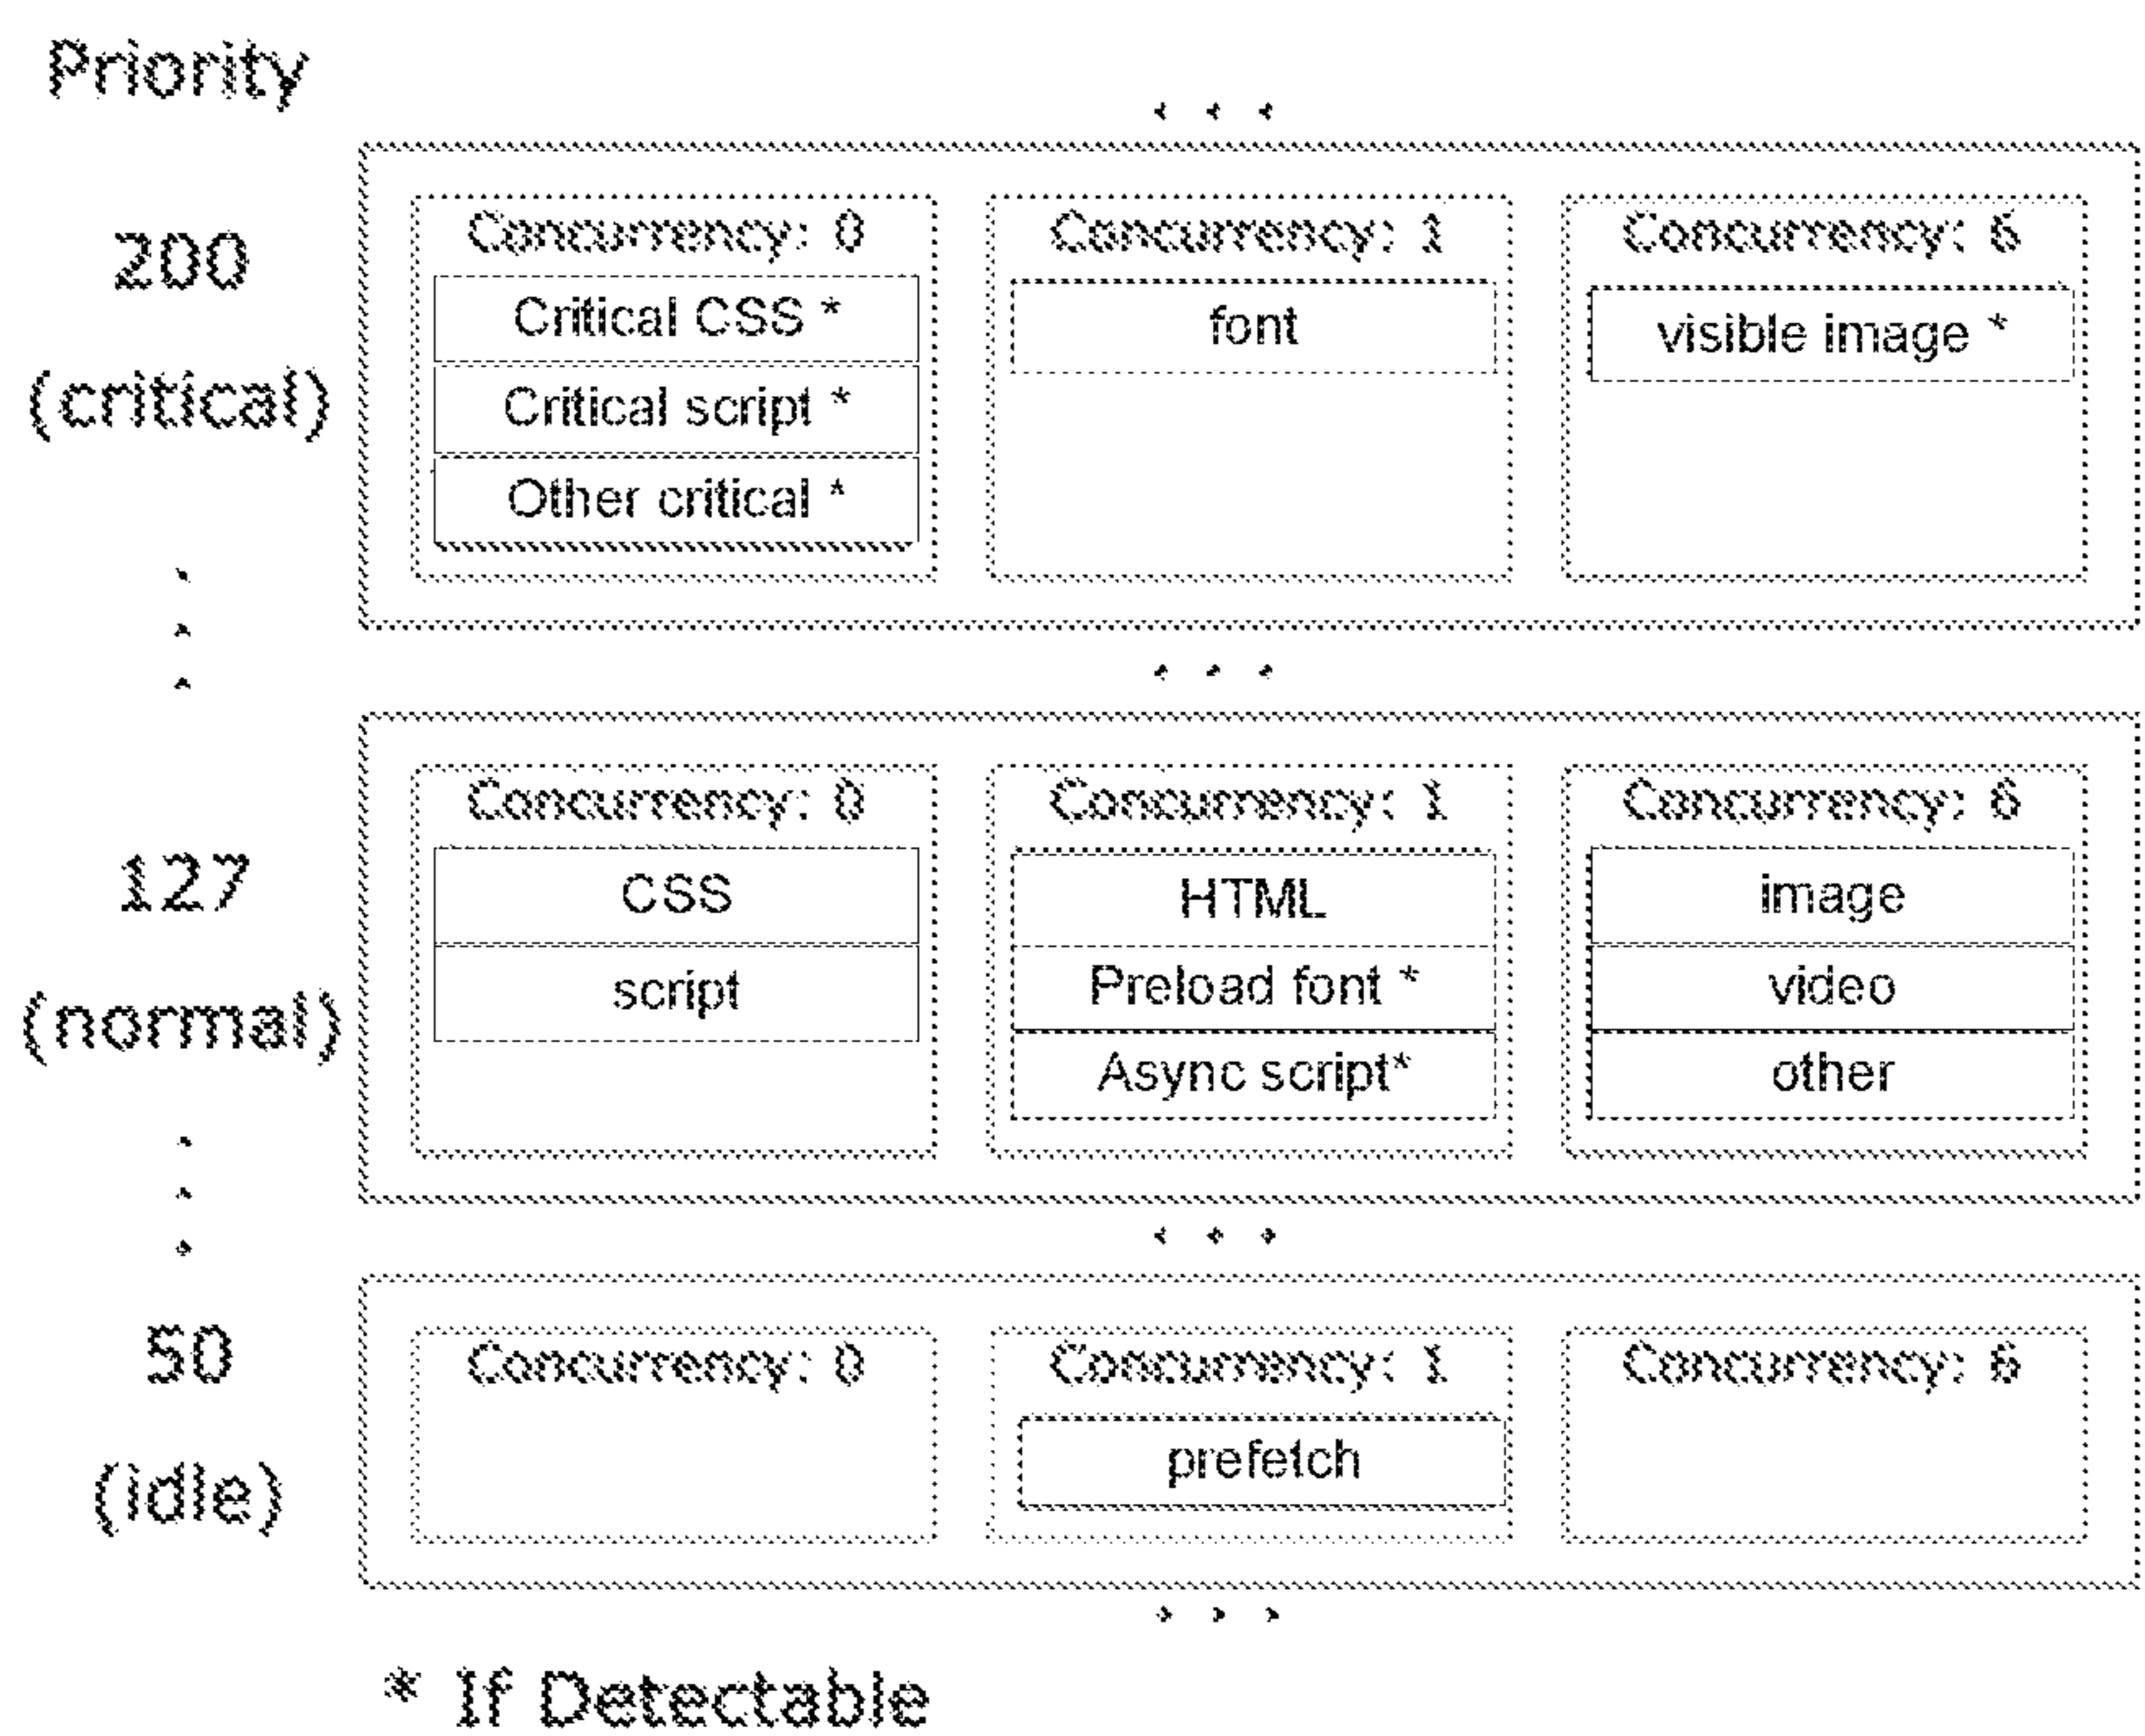 Priority
200
(critical)
Concurrency: 0
Critical CSS *
Critical script *
Other critical *
Concurrency: 1
font
Concurrency: 6
visible image *
127
(normal)
Concurrency: 0
CSS
script
Concurrency: 1
HTML
Preload font *
Async script*
Concurrency: 6
image
video
other
50
(idle)
Concurrency: 0
Concurrency: 1
prefetch
Concurrency: 6
* If Detectable